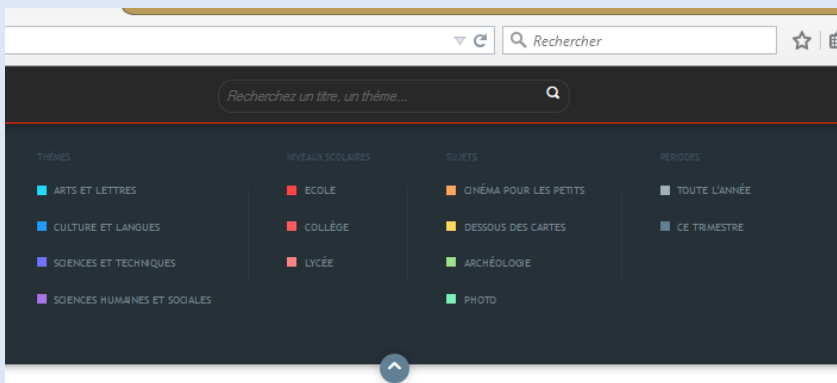 Rechercher
Recherchez un titre, un thème...
THÈMES
ARTS ET LETTRES
CULTURE ET LANGUES
SCIENCES ET TECHNIQUES
SCIENCES HUMAINES ET SOCIALES
NIVEAUX SCOLAIRES
ECOLE
COLLÈGE
LYCÉE
SUJETS
CINÉMA POUR LES PETITS
DESSOUS DES CARTES
ARCHÉOLOGIE
PHOTO
PÉRIODES
TOUTE L'ANNÉE
CE TRIMESTRE